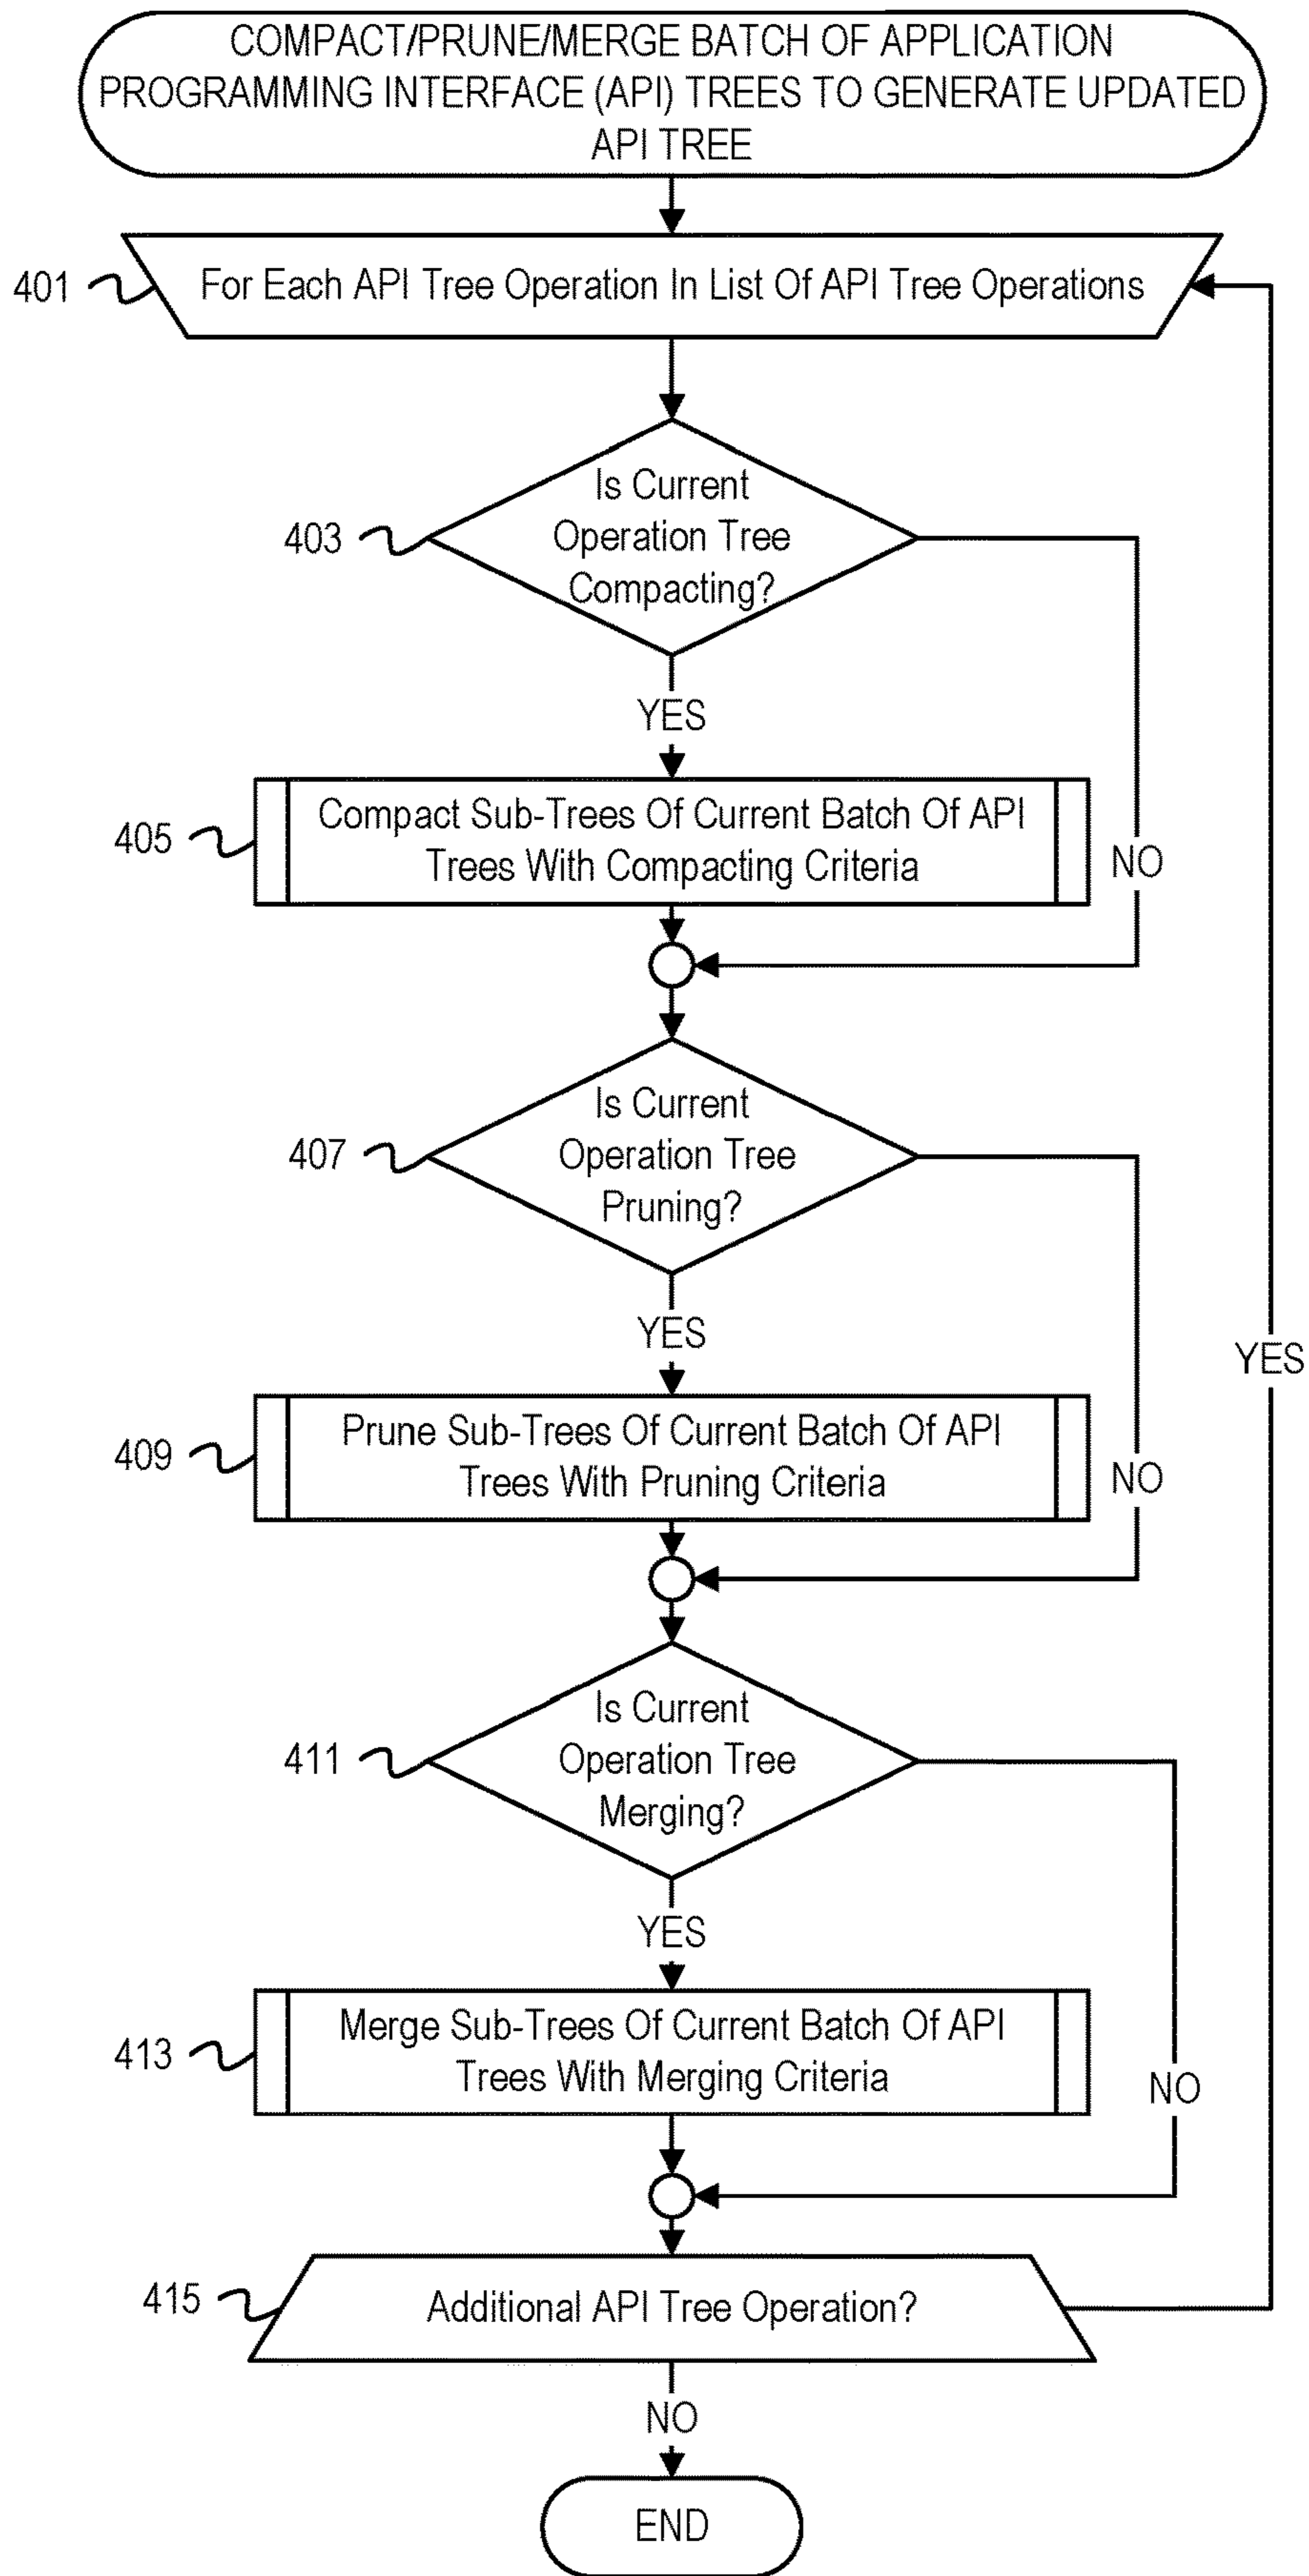 COMPACT/PRUNE/MERGE BATCH OF APPLICATION
PROGRAMMING INTERFACE (API) TREES TO GENERATE UPDATED
API TREE
401
For Each API Tree Operation In List Of API Tree Operations
Is Current
403
Operation Tree
Compacting?
YES
405
Compact Sub-Trees Of Current Batch Of API
Trees With Compacting Criteria
NO
Is Current
407
Operation Tree
Pruning?
YES
YES
409
Prune Sub-Trees Of Current Batch Of API
Trees With Pruning Criteria
NO
Is Current
411
Operation Tree
Merging?
YES
413
Merge Sub-Trees Of Current Batch Of API
Trees With Merging Criteria
NO
415
Additional API Tree Operation?
NO
END